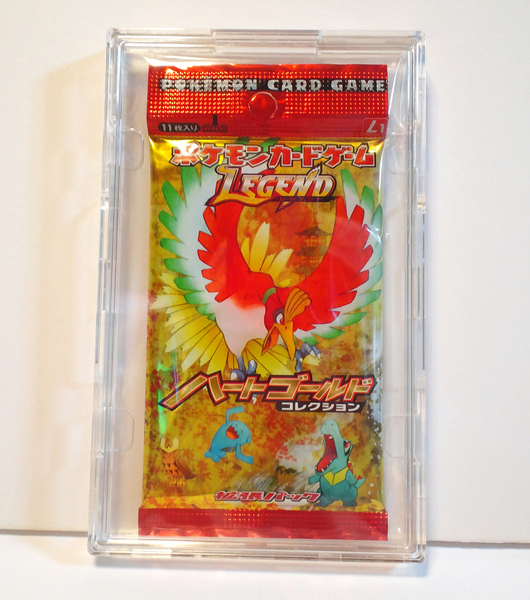 POKÉMON CARD GAME
11枚入り
L1
ポケモンカードゲーム
LEGEND
ハートゴールド
コレクション
拡張パック